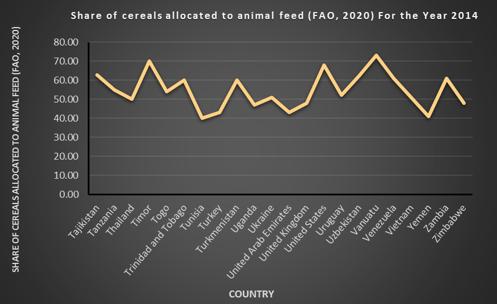 Share of cereals allocated to animal feed (FAO, 2020) For the Year 2014
SHARE OF CEREALS ALLOCATED TO ANIMAL FEED (FAO, 2020)
80.00
70.00
60.00
50.00
40.00
30.00
20.00
10.00
0.00
Tajikistan
Tanzania
Thailand
Timor
Togo
Trinidad and Tobago
Tunisia
Turkey
Turkmenistan
Uganda
Ukraine
United Arab Emirates
United Kingdom
United States
Uruguay
Uzbekistan
Vanuatu
Venezuela
Vietnam
Yemen
Zambia
Zimbabwe
COUNTRY